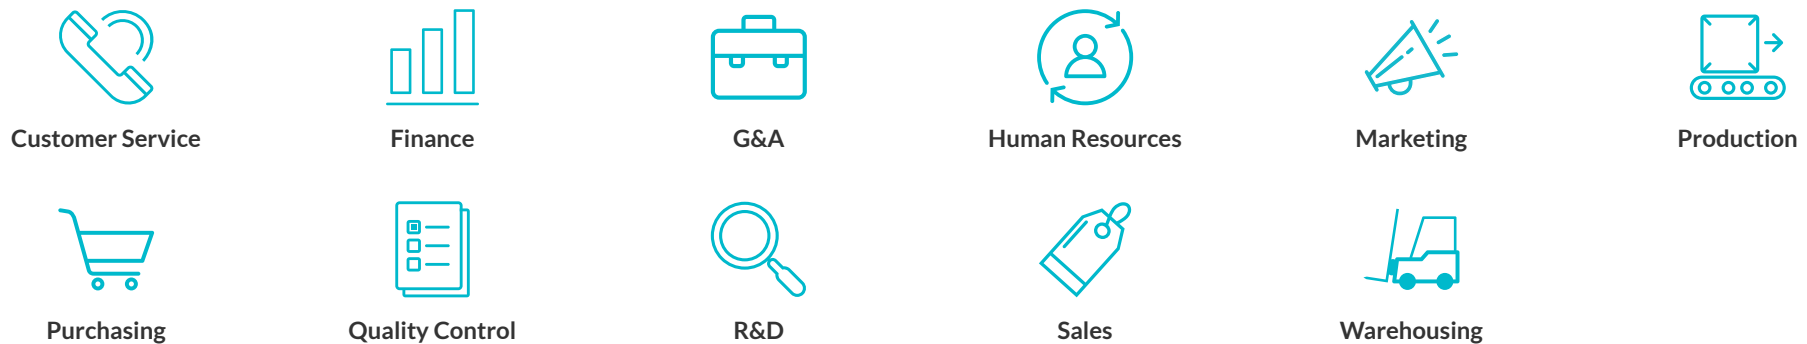 Customer Service
Finance
G&A
Human Resources
Marketing
Production
Purchasing
Quality Control
R&D
Sales
Warehousing